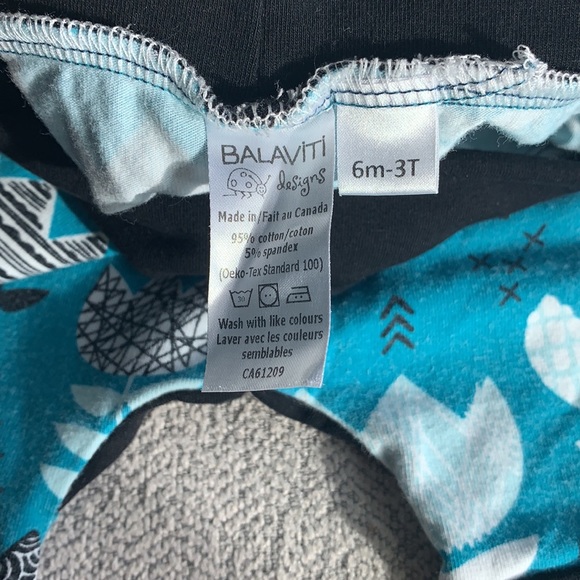 BALAVITI
designs
6m-3T
Made in/Fait au Canada
95% cotton/coton
5% spandex
(Oeko-Tex Standard 100)
30
Wash with like colours
Laver avec les couleurs
semblables
CA61209